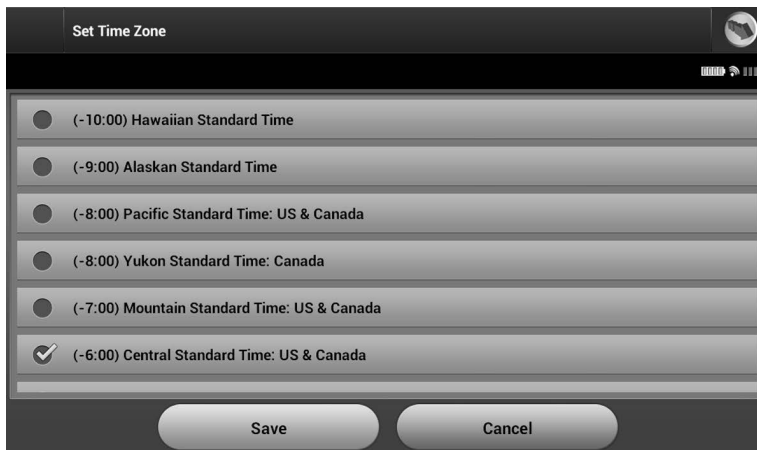 Set Time Zone
(-10:00) Hawaiian Standard Time
(-9:00) Alaskan Standard Time
(-8:00) Pacific Standard Time: US & Canada
(-8:00) Yukon Standard Time: Canada
(-7:00) Mountain Standard Time: US & Canada
(-6:00) Central Standard Time: US & Canada
Save Cancel